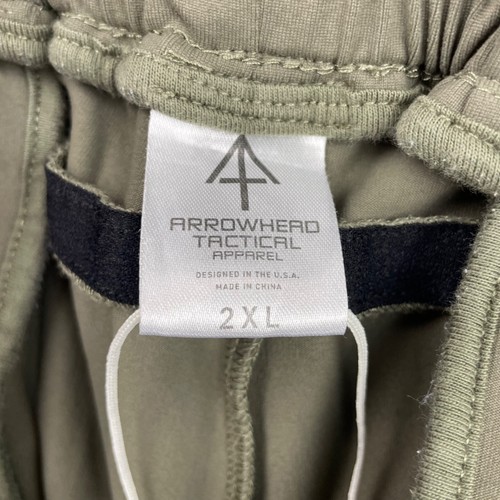 ARROWHEAD
TACTICAL
APPAREL
DESIGNED IN THE U.S.A.
MADE IN CHINA
2XL